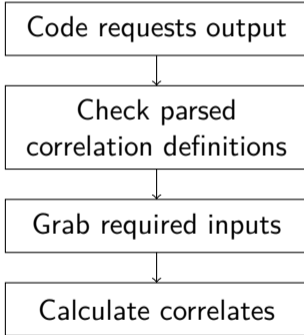 Code requests output
Check parsed
correlation definitions
Grab required inputs
Calculate correlates